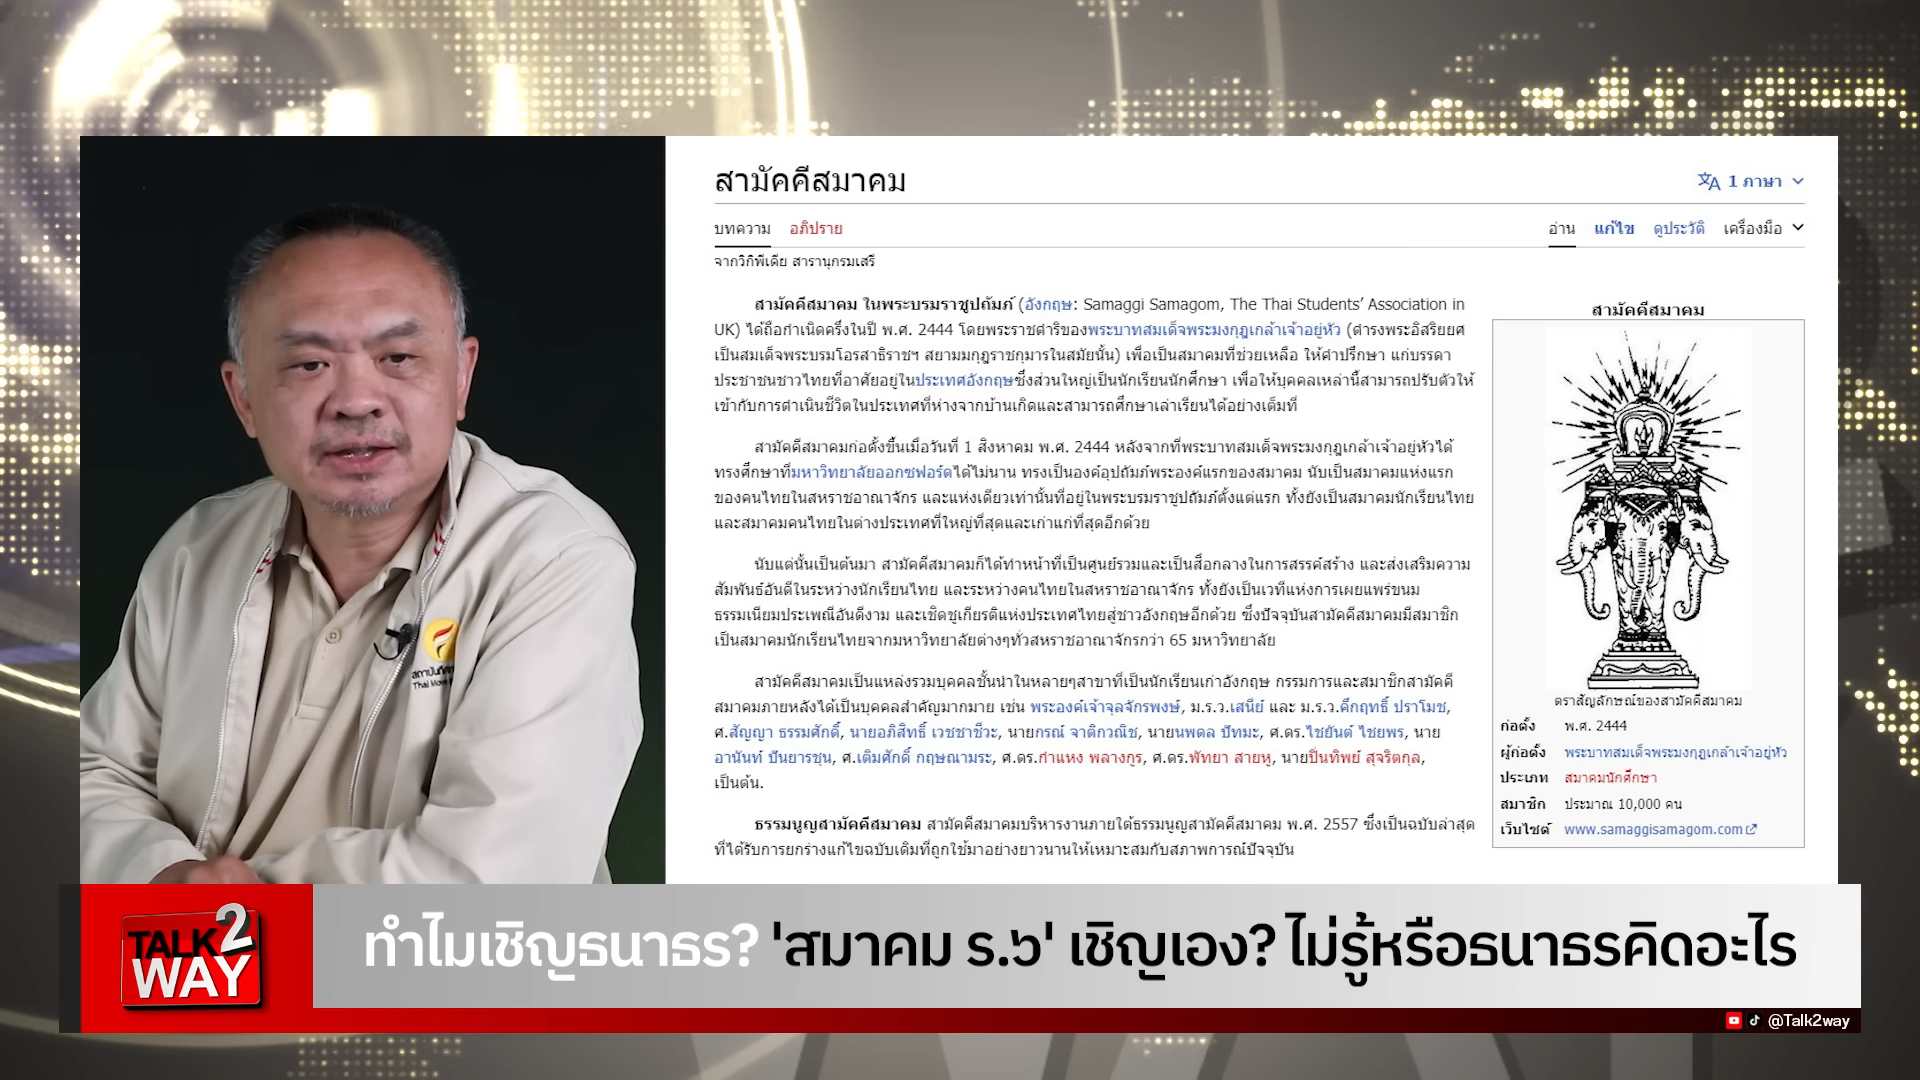 สามัคคีสมาคม
1 ภาษา
บทความ อภิปราย
อ่าน แก้ไข ดูประวัติ เครื่องมือ
จากวิกิพีเดีย สารานุกรมเสรี
สามัคคีสมาคม ในพระบรมราชูปถัมภ์ (อังกฤษ: Samaggi Samagom, The Thai Students’ Association in
UK) ได้ถือกำเนิดครึ่งในปี พ.ศ. 2444 โดยพระราชดำริของพระบาทสมเด็จพระมงกุฎเกล้าเจ้าอยู่หัว (ดำรงพระอิสริยยศ
เป็นสมเด็จพระบรมโอรสาธิราชฯ สยามมกุฎราชกุมารในสมัยนั้น) เพื่อเป็นสมาคมที่ช่วยเหลือ ให้คำปรึกษา แก่บรรดา
ประชาชนชาวไทยที่อาศัยอยู่ในประเทศอังกฤษซึ่งส่วนใหญ่เป็นนักเรียนนักศึกษา เพื่อให้บุคคลเหล่านี้สามารถปรับตัวให้
เข้ากับการดำเนินชีวิตในประเทศที่ห่างจากบ้านเกิดและสามารถศึกษาเล่าเรียนได้อย่างเต็มที่
สามัคคีสมาคมก่อตั้งขึ้นเมื่อวันที่ 1 สิงหาคม พ.ศ. 2444 หลังจากที่พระบาทสมเด็จพระมงกุฎเกล้าเจ้าอยู่หัวได้
ทรงศึกษาที่มหาวิทยาลัยออกซฟอร์ดได้ไม่นาน ทรงเป็นองค์อุปถัมภ์พระองค์แรกของสมาคม นับเป็นสมาคมแห่งแรก
ของคนไทยในสหราชอาณาจักร และแห่งเดียวเท่านั้นที่อยู่ในพระบรมราชูปถัมภ์ตั้งแต่แรก ทั้งยังเป็นสมาคมนักเรียนไทย
และสมาคมคนไทยในต่างประเทศที่ใหญ่ที่สุดและเก่าแก่ที่สุดอีกด้วย
นับแต่นั้นเป็นต้นมา สามัคคีสมาคมก็ได้ทำหน้าที่เป็นศูนย์รวมและเป็นสื่อกลางในการสรรค์สร้าง และส่งเสริมความ
สัมพันธ์อันดีในระหว่างนักเรียนไทย และระหว่างคนไทยในสหราชอาณาจักร ทั้งยังเป็นเวทีแห่งการเผยแพร่ขนม
ธรรมเนียมประเพณีอันดีงาม และเชิดชูเกียรติแห่งประเทศไทยสู่ชาวอังกฤษอีกด้วย ซึ่งปัจจุบันสามัคคีสมาคมมีสมาชิก
เป็นสมาคมนักเรียนไทยจากมหาวิทยาลัยต่างๆทั่วสหราชอาณาจักรกว่า 65 มหาวิทยาลัย
สามัคคีสมาคมเป็นแหล่งรวมบุคคลชั้นนำในหลายๆสาขาที่เป็นนักเรียนเก่าอังกฤษ กรรมการและสมาชิกสามัคคี
สมาคมภายหลังได้เป็นบุคคลสำคัญมากมาย เช่น พระองค์เจ้าจุลจักรพงษ์, ม.ร.ว.เสนีย์ และ ม.ร.ว.คึกฤทธิ์ ปราโมช,
ศ.สัญญา ธรรมศักดิ์, นายอภิสิทธิ์ เวชชาชีวะ, นายกรณ์ จาติกวณิช, นายนพดล ปัทมะ, ศ.ดร.ไชยันต์ ไชยพร, นาย
อานันท์ ปันยารชุน, ศ.เดิมศักดิ์ กฤษณามระ, ศ.ดร.กำแหง พลางกูร, ศ.ดร.พัทยา สายหู, นายปิ่นทิพย์ สุจริตกุล,
เป็นต้น.
ธรรมนูญสามัคคีสมาคม สามัคคีสมาคมบริหารงานภายใต้ธรรมนูญสามัคคีสมาคม พ.ศ. 2557 ซึ่งเป็นฉบับล่าสุด
ที่ได้รับการยกร่างแก้ไขฉบับเดิมที่ถูกใช้มาอย่างยาวนานให้เหมาะสมกับสภาพการณ์ปัจจุบัน
สามัคคีสมาคม
ตราสัญลักษณ์ของสามัคคีสมาคม
ก่อตั้ง พ.ศ. 2444
ผู้ก่อตั้ง พระบาทสมเด็จพระมงกุฎเกล้าเจ้าอยู่หัว
ประเภท สมาคมนักศึกษา
สมาชิก ประมาณ 10,000 คน
เว็บไซต์ www.samaggisamagom.com
TALK 2
WAY
ทำไมเชิญธนาธร? 'สมาคม ร.๖' เชิญเอง? ไม่รู้หรือธนาธรคิดอะไร
@Talk2way